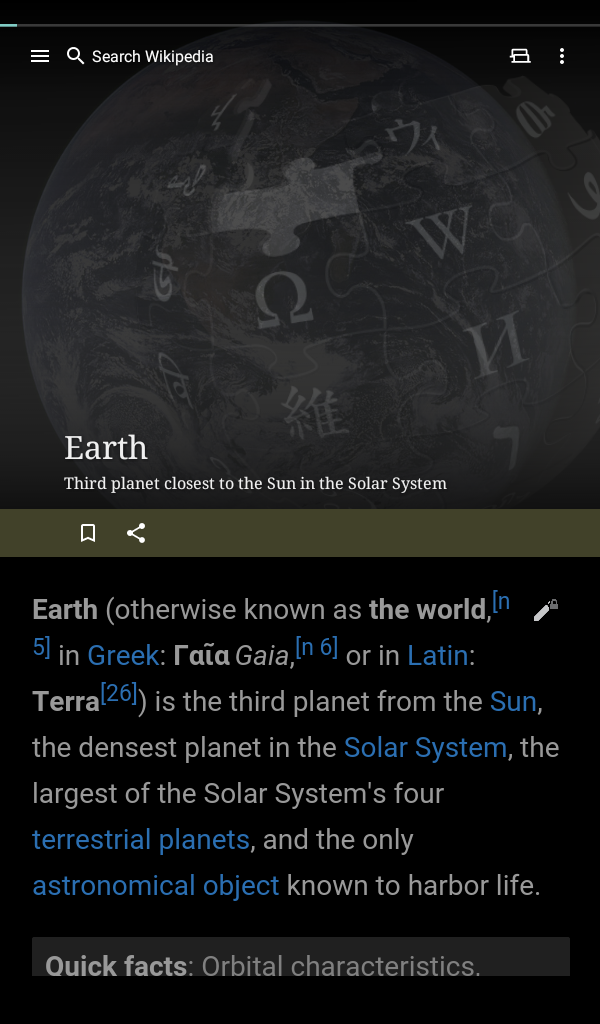 Search Wikipedia
ウィ
W
Ω
И
維
Earth
Third planet closest to the Sun in the Solar System
Earth (otherwise known as the world,[n
5] in Greek: Γαῖα Gaia,[n 6] or in Latin:
Terra[26]) is the third planet from the Sun,
the densest planet in the Solar System, the
largest of the Solar System's four
terrestrial planets, and the only
astronomical object known to harbor life.
Quick facts: Orbital characteristics.